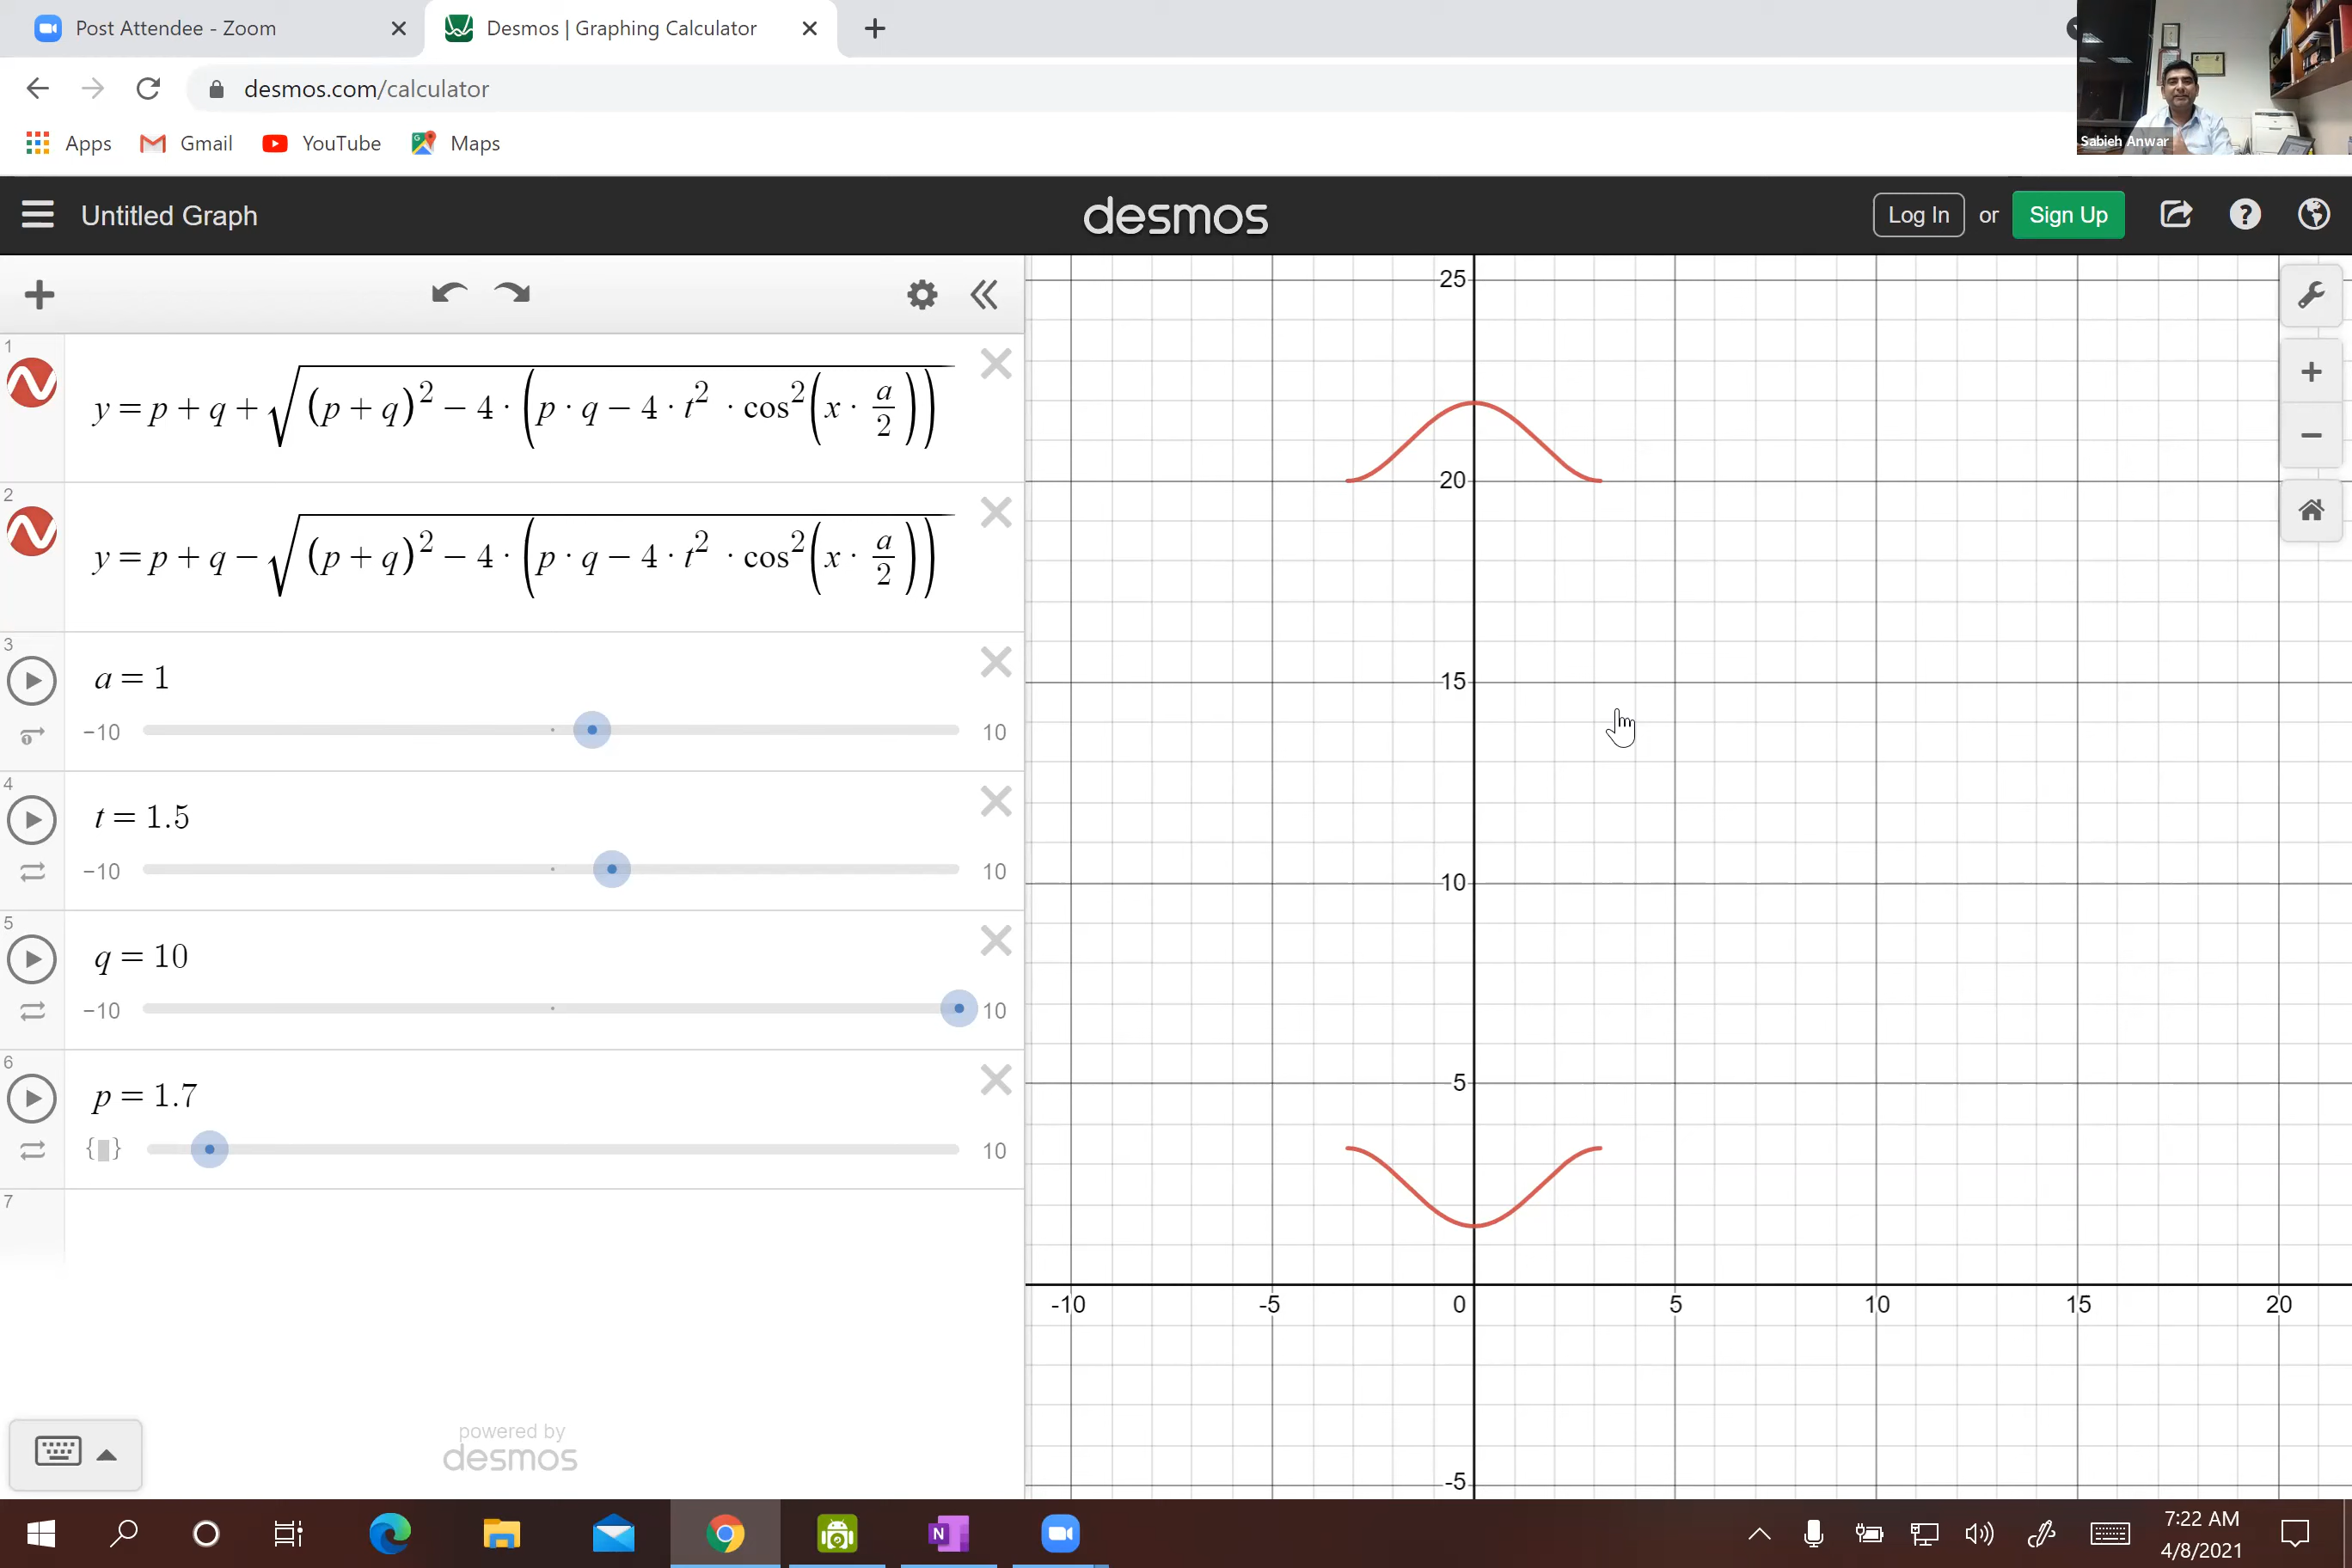 Post Attendee - Zoom
Desmos | Graphing Calculator
desmos.com/calculator
Apps Gmail YouTube Maps
Sabieh Anwar
Untitled Graph
desmos
Log In or Sign Up
1
y = p + q + √((p + q)² − 4 · (p · q − 4 · t² · cos²(x · a/2)))
2
y = p + q − √((p + q)² − 4 · (p · q − 4 · t² · cos²(x · a/2)))
3
a = 1
−10 10
4
t = 1.5
−10 10
5
q = 10
−10 10
6
p = 1.7
10
7
powered by
desmos
25
20
15
10
5
-10 -5 0 5 10 15 20
-5
7:22 AM
4/8/2021